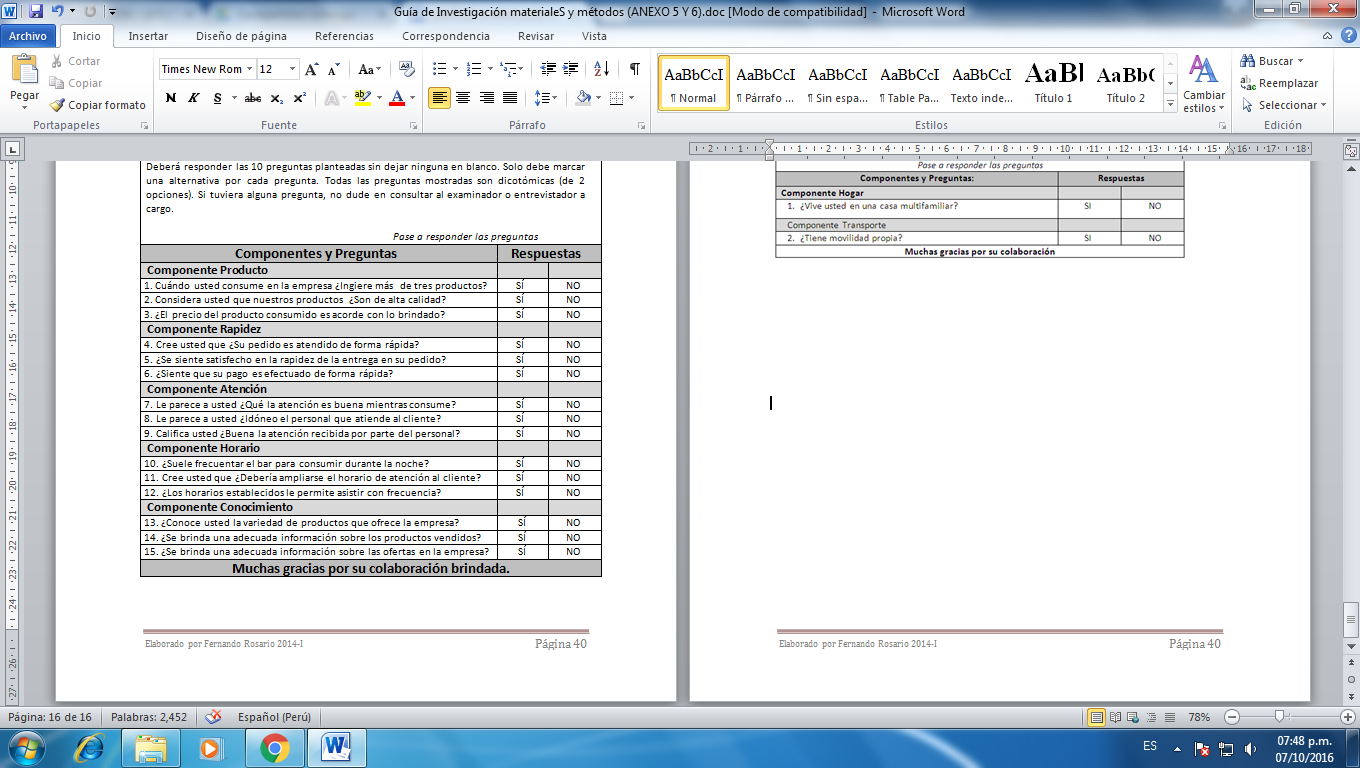 Guía de Investigación materialeS y métodos (ANEXO 5 Y 6).doc [Modo de compatibilidad] - Microsoft Word
Archivo Inicio Insertar Diseño de página Referencias Correspondencia Revisar Vista
Pegar
Cortar
Copiar
Copiar formato
Portapapeles
Times New Rom 12
N K S abc x₂ x²
Fuente
Párrafo
AaBbCcI AaBbCcI AaBbCcI AaBbCcI AaBbCcI AaBl AaBbC
¶ Normal ¶ Párrafo ... ¶ Sin espa... ¶ Table Pa... Texto inde... Título 1 Título 2
Cambiar estilos
Estilos
Buscar
Reemplazar
Seleccionar
Edición
Deberá responder las 10 preguntas planteadas sin dejar ninguna en blanco. Solo debe marcar
una alternativa por cada pregunta. Todas las preguntas mostradas son dicotómicas (de 2
opciones). Si tuviera alguna pregunta, no dude en consultar al examinador o entrevistador a
cargo.
Pase a responder las preguntas
Componentes y Preguntas Respuestas
Componente Producto
1. Cuándo usted consume en la empresa ¿Ingiere más de tres productos? SÍ NO
2. Considera usted que nuestros productos ¿Son de alta calidad? SÍ NO
3. ¿El precio del producto consumido es acorde con lo brindado? SÍ NO
Componente Rapidez
4. Cree usted que ¿Su pedido es atendido de forma rápida? SÍ NO
5. ¿Se siente satisfecho en la rapidez de la entrega en su pedido? SÍ NO
6. ¿Siente que su pago es efectuado de forma rápida? SÍ NO
Componente Atención
7. Le parece a usted ¿Qué la atención es buena mientras consume? SÍ NO
8. Le parece a usted ¿Idóneo el personal que atiende al cliente? SÍ NO
9. Califica usted ¿Buena la atención recibida por parte del personal? SÍ NO
Componente Horario
10. ¿Suele frecuentar el bar para consumir durante la noche? SÍ NO
11. Cree usted que ¿Debería ampliarse el horario de atención al cliente? SÍ NO
12. ¿Los horarios establecidos le permite asistir con frecuencia? SÍ NO
Componente Conocimiento
13. ¿Conoce usted la variedad de productos que ofrece la empresa? SÍ NO
14. ¿Se brinda una adecuada información sobre los productos vendidos? SÍ NO
15. ¿Se brinda una adecuada información sobre las ofertas en la empresa? SÍ NO
Muchas gracias por su colaboración brindada.
Elaborado por Fernando Rosario 2014-I Página 40
Pase a responder las preguntas
Componentes y Preguntas: Respuestas
Componente Hogar
1. ¿Vive usted en una casa multifamiliar? SI NO
Componente Transporte
2. ¿Tiene movilidad propia? SI NO
Muchas gracias por su colaboración
Elaborado por Fernando Rosario 2014-I Página 40
Página: 16 de 16 Palabras: 2,452 Español (Perú) 78%
ES 07:48 p.m.
07/10/2016